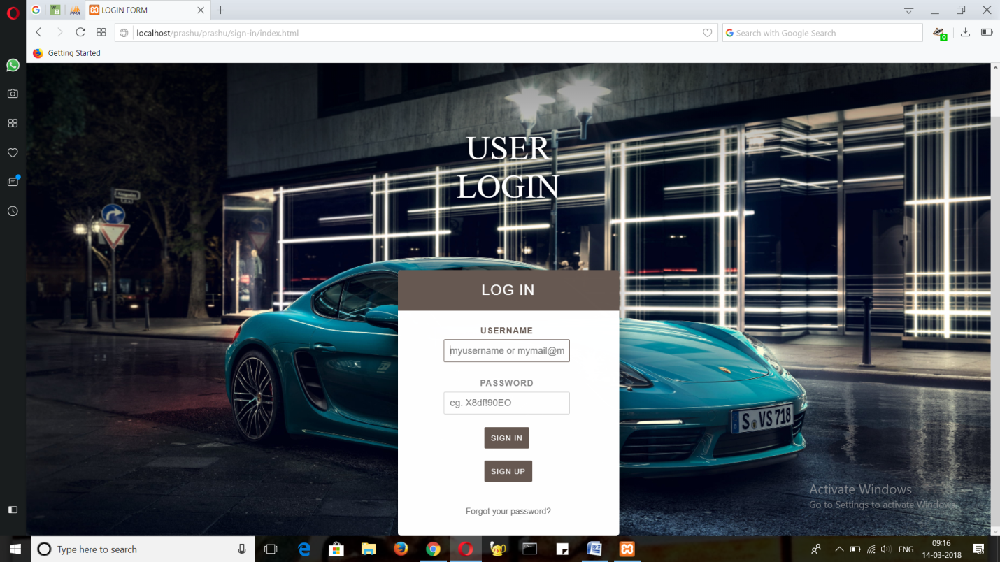 LOGIN FORM
localhost/prashu/prashu/sign-in/index.html
Search with Google Search
0
Getting Started
USER
LOGIN
LOG IN
USERNAME
myusername or mymail@m
PASSWORD
eg. X8df!90EO
S VS 718
SIGN IN
SIGN UP
Forgot your password?
Activate Windows
Go to Settings to activate Windows.
Type here to search
ENG
09:16
14-03-2018